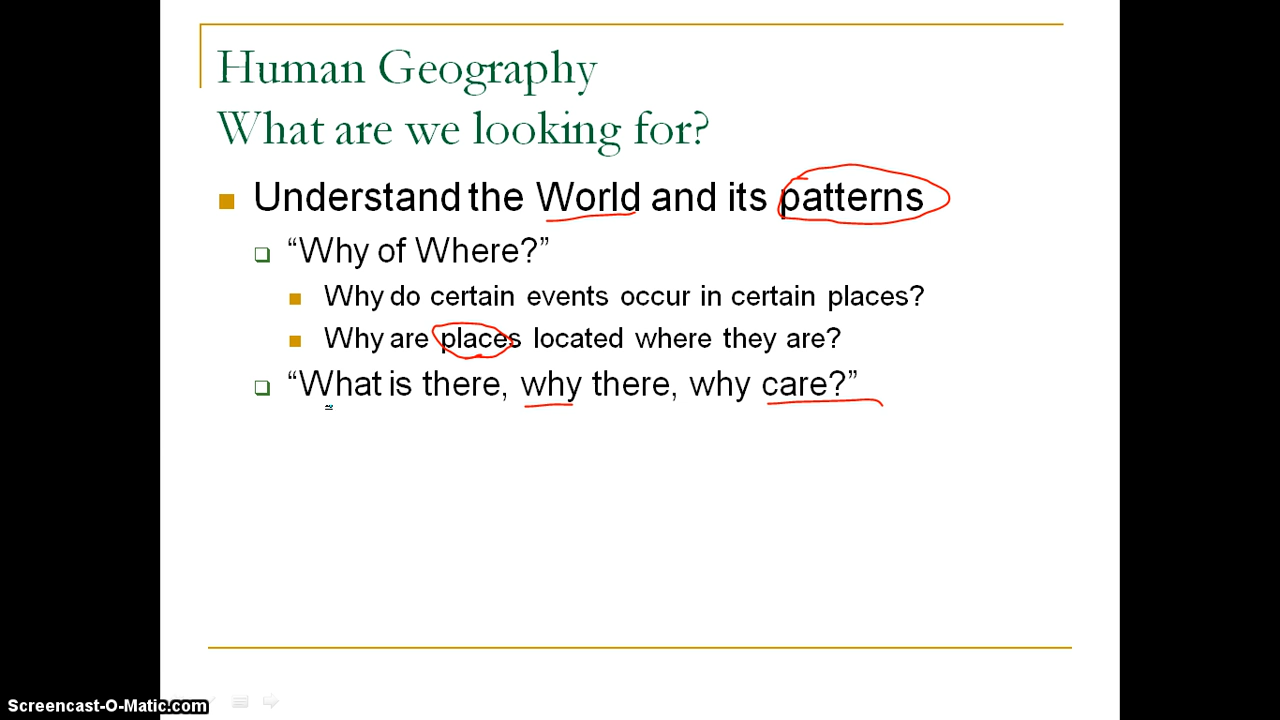 Human Geography
What are we looking for?
Understand the World and its patterns
“Why of Where?”
Why do certain events occur in certain places?
Why are places located where they are?
“What is there, why there, why care?”
Screencast-O-Matic.com